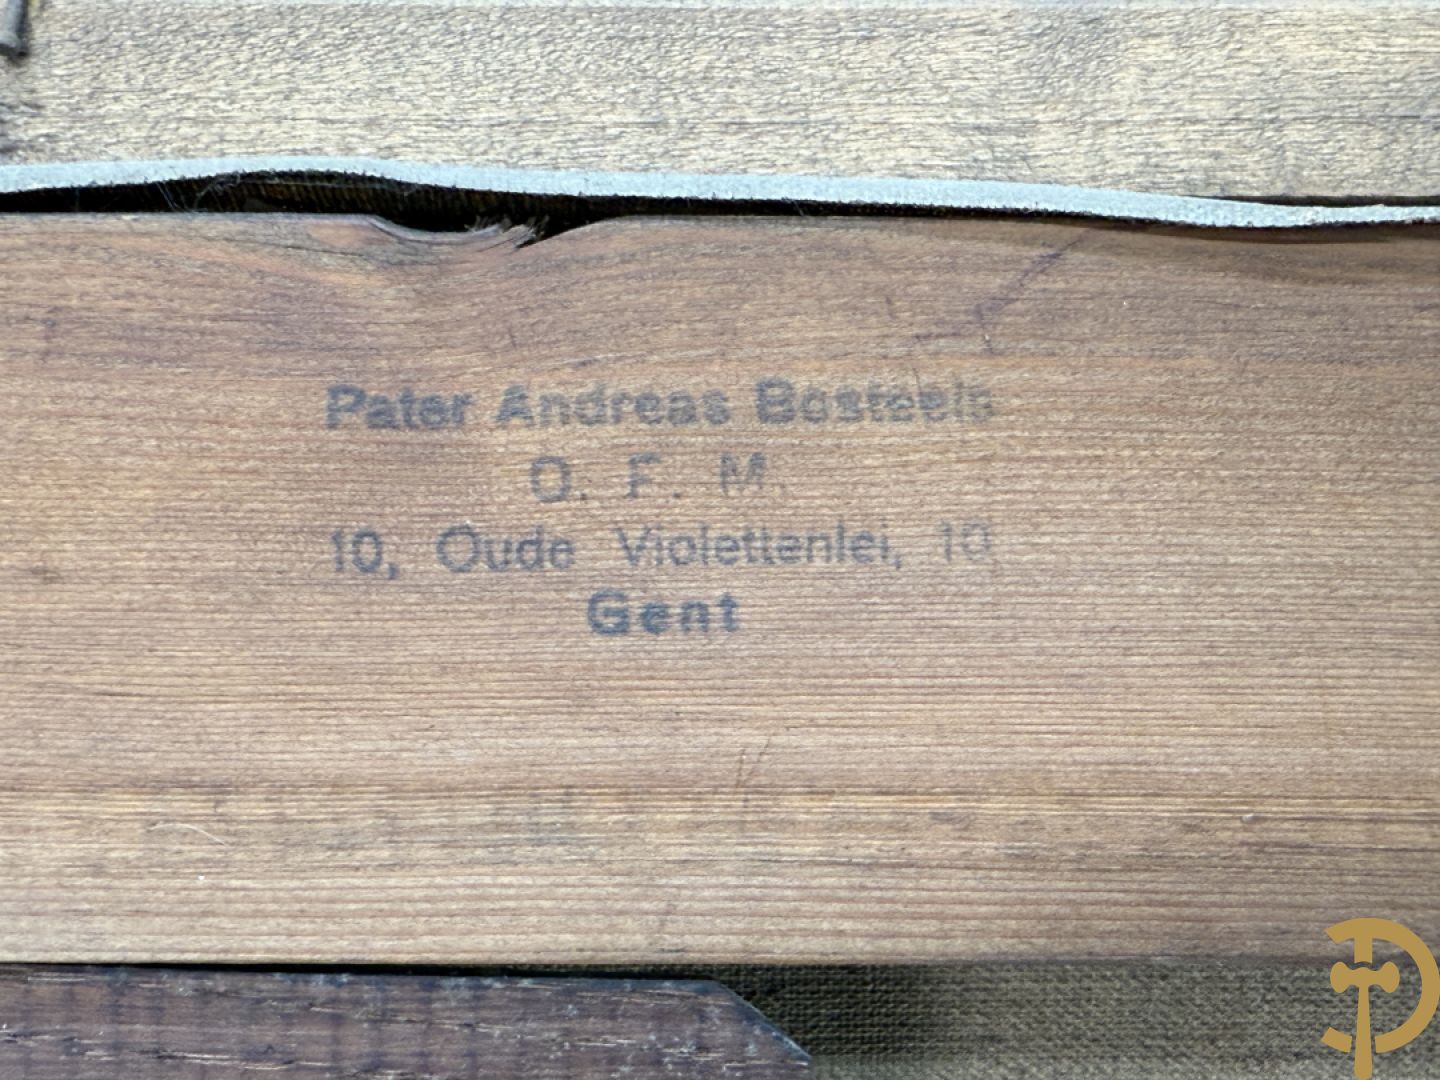 Pater Andreas Bosteels
O. F. M.
10, Oude Violettenlei, 10
Gent